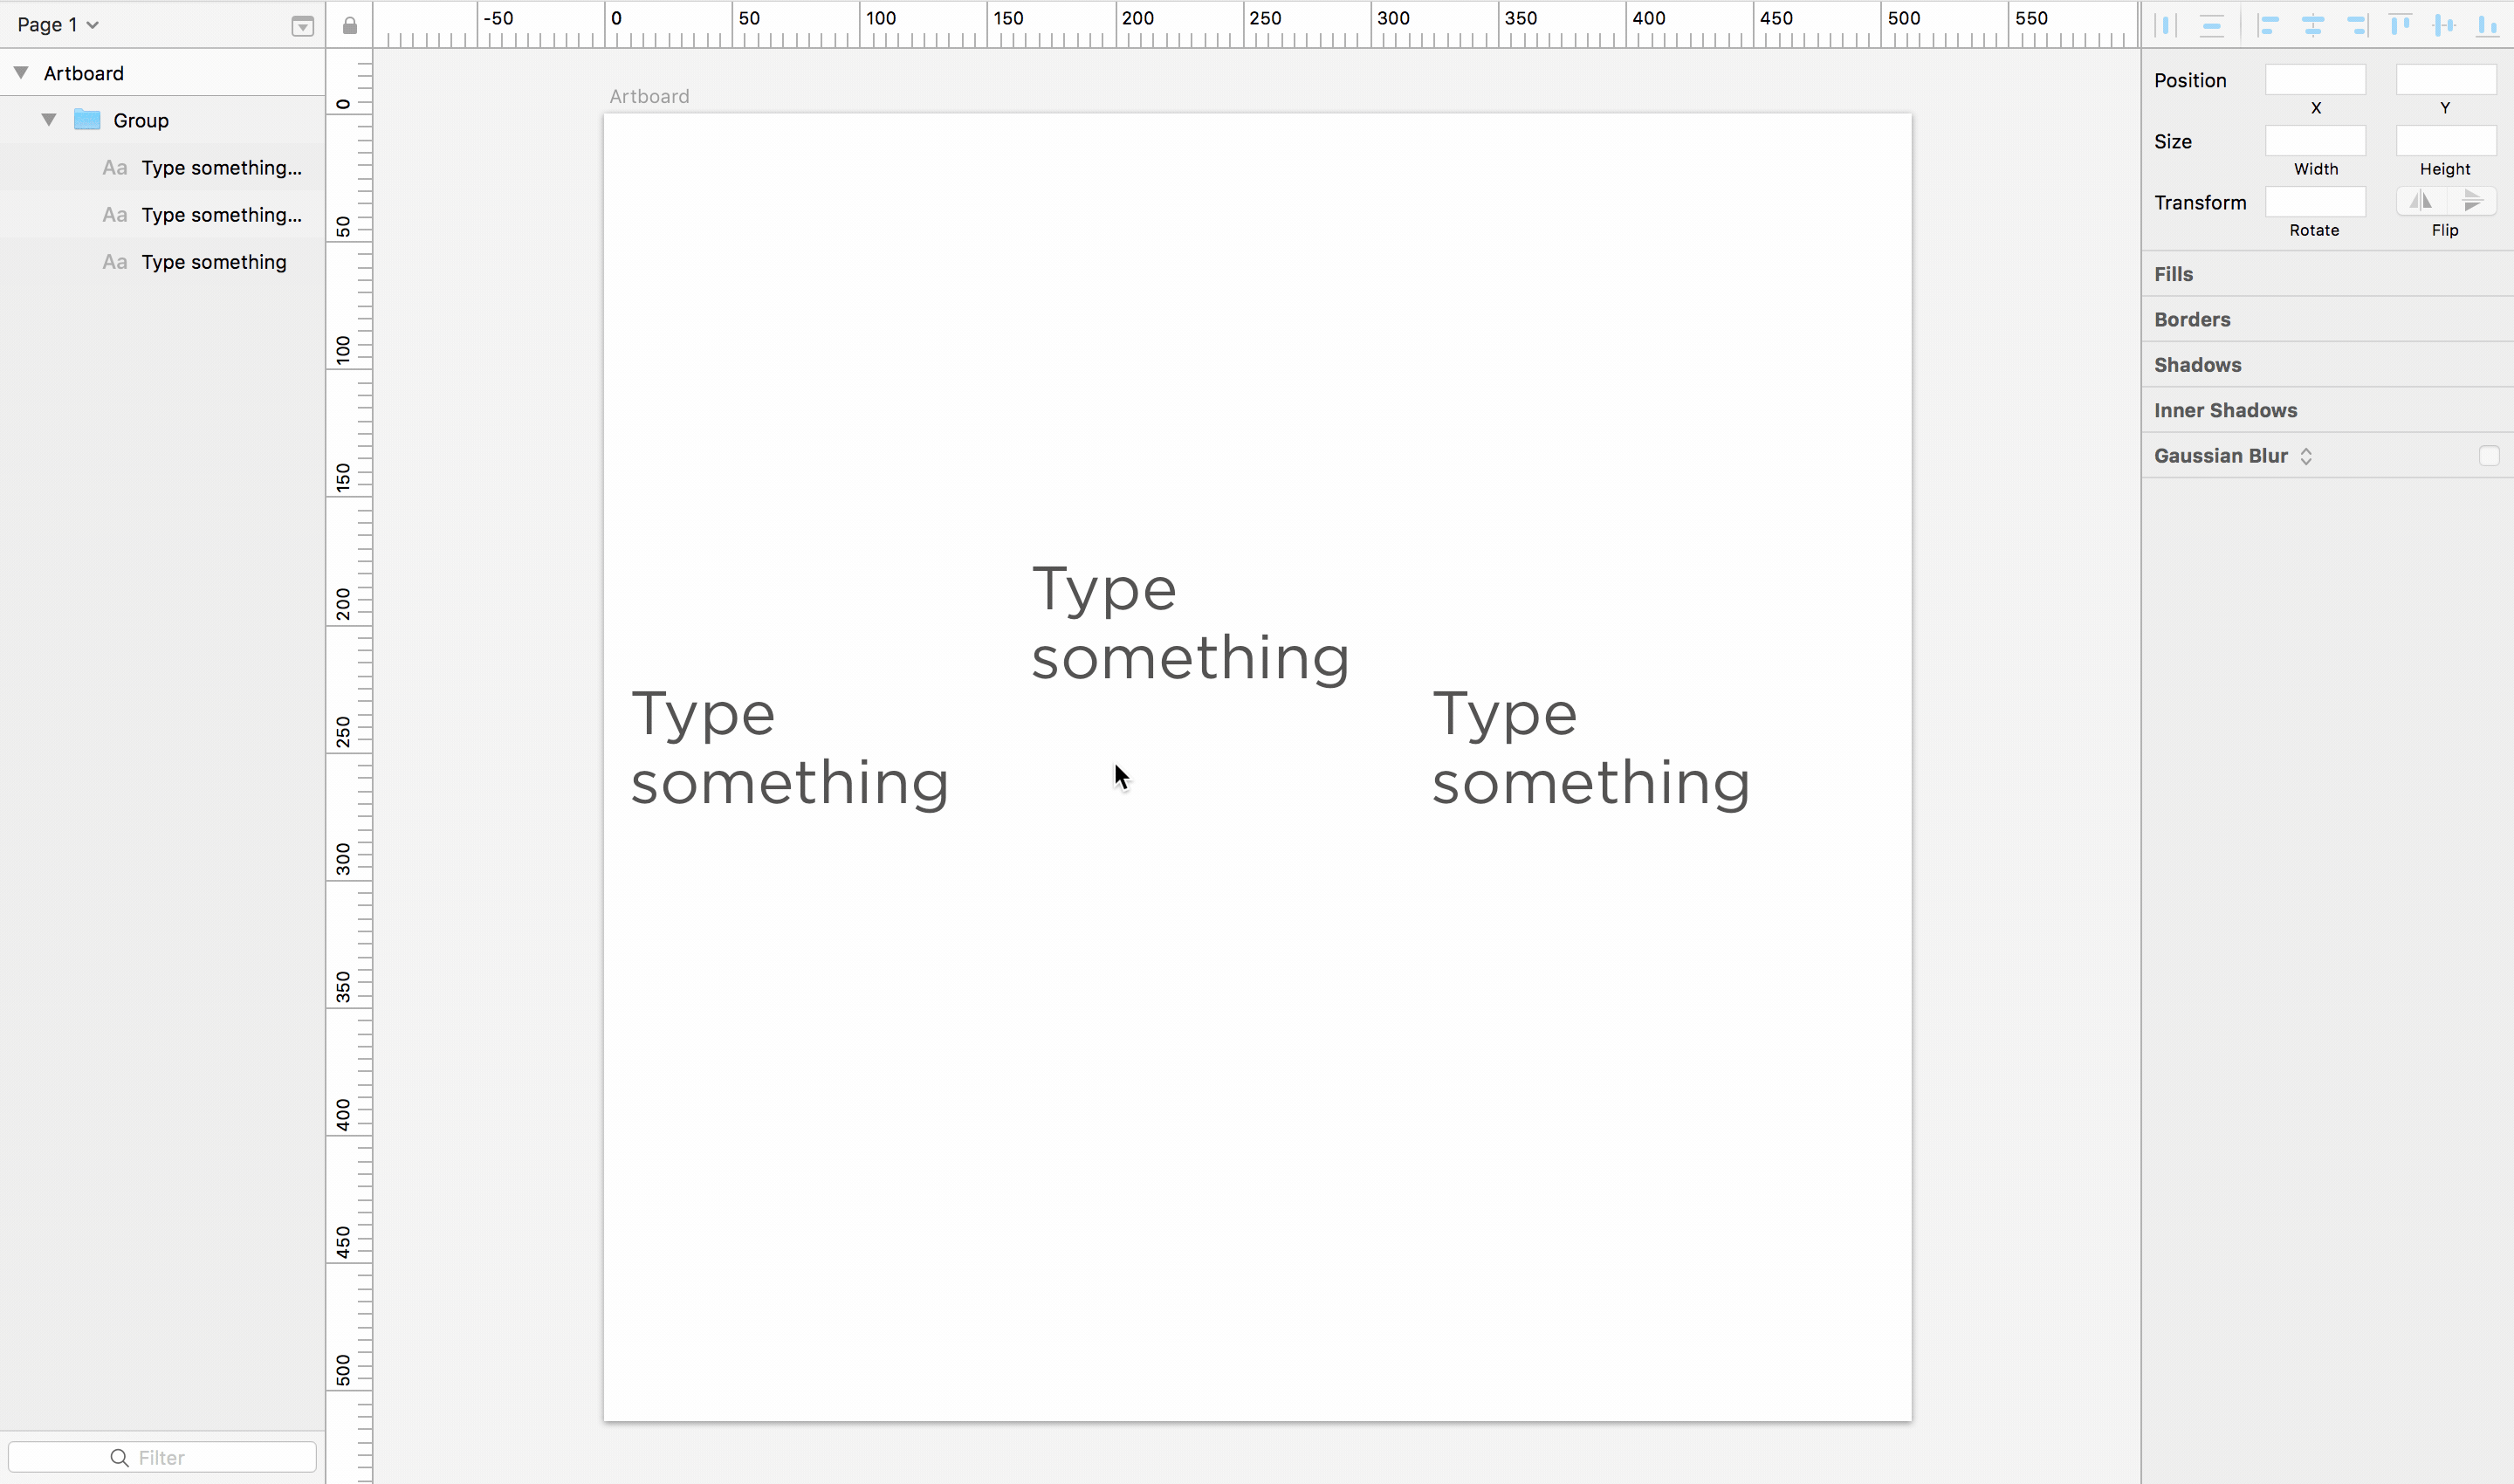 Page 1
-50 0 50 100 150 200 250 300 350 400 450 500 550
Artboard
Group
Aa Type something...
Aa Type something...
Aa Type something
Filter
0
50
100
150
200
250
300
350
400
450
500
Artboard
Type
something
Type
something
Type
something
Position
X Y
Size
Width Height
Transform
Rotate Flip
Fills
Borders
Shadows
Inner Shadows
Gaussian Blur